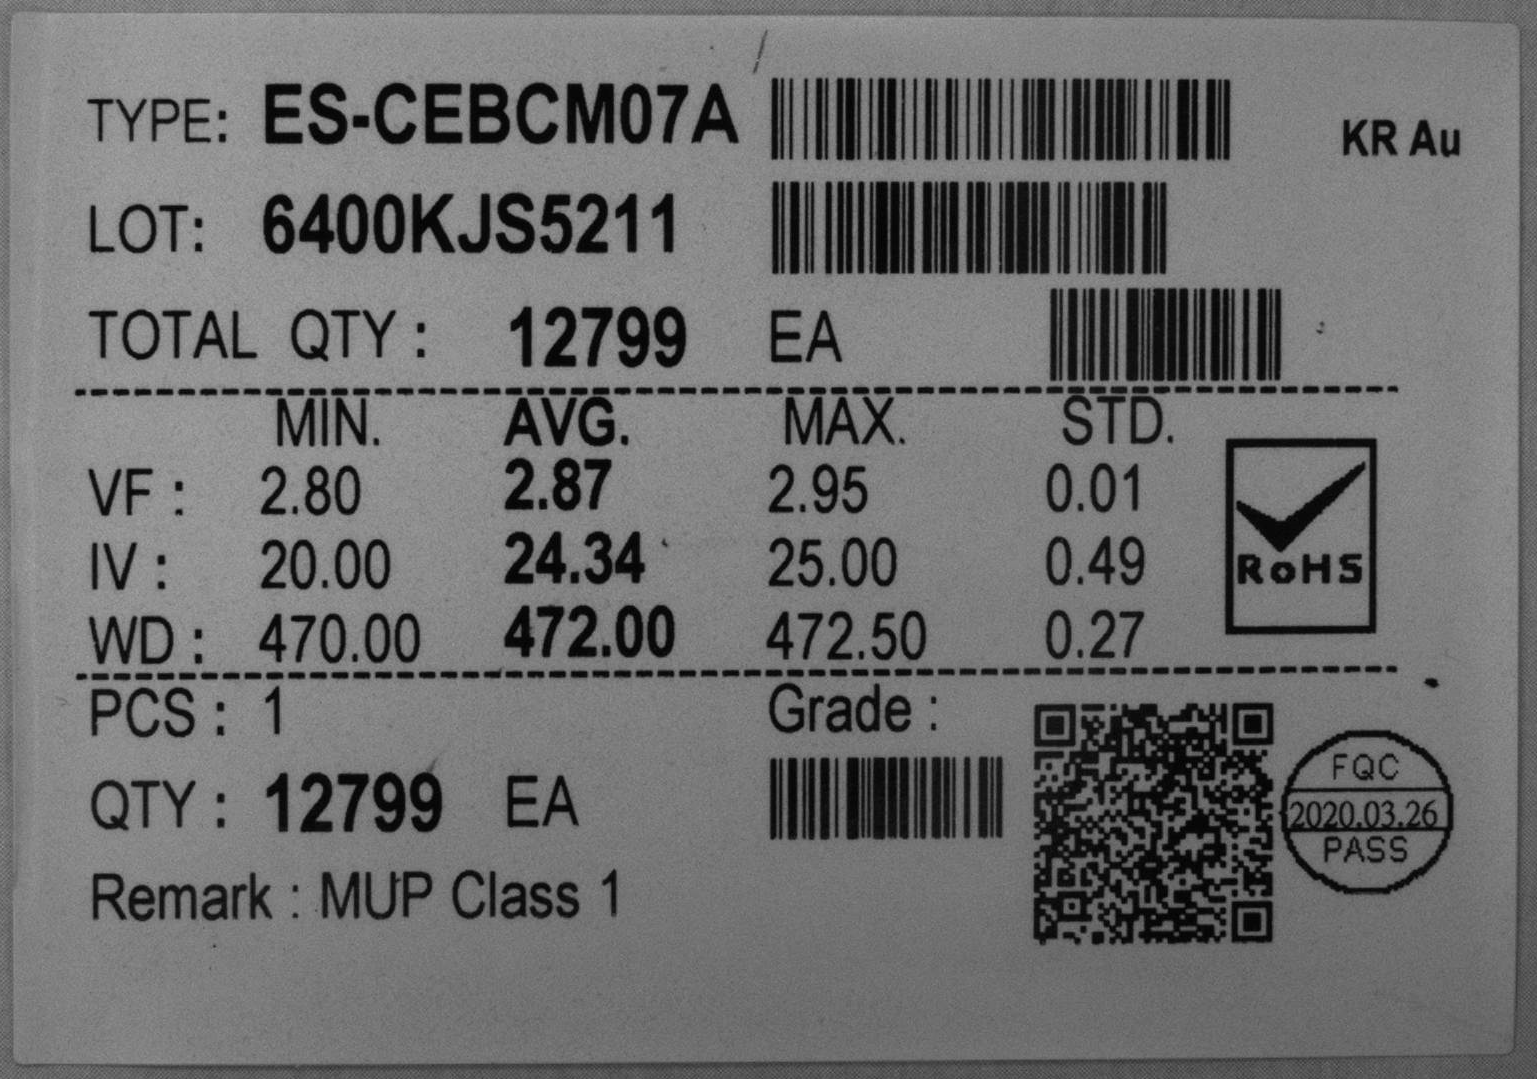 TYPE: ES-CEBCM07A
KR Au
LOT: 6400KJS5211
TOTAL QTY : 12799 EA
MIN. AVG. MAX. STD.
VF : 2.80 2.87 2.95 0.01
IV : 20.00 24.34 25.00 0.49
WD : 470.00 472.00 472.50 0.27
RoHS
PCS : 1 Grade :
QTY : 12799 EA
FQC
2020.03.26
PASS
Remark : MUP Class 1